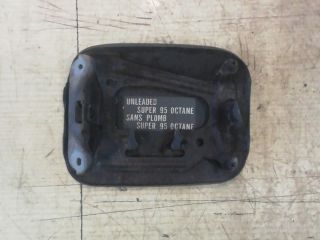 UNLEADED
SUPER 95 OCTANE
SANS PLOMB
SUPER 95 OCTANE